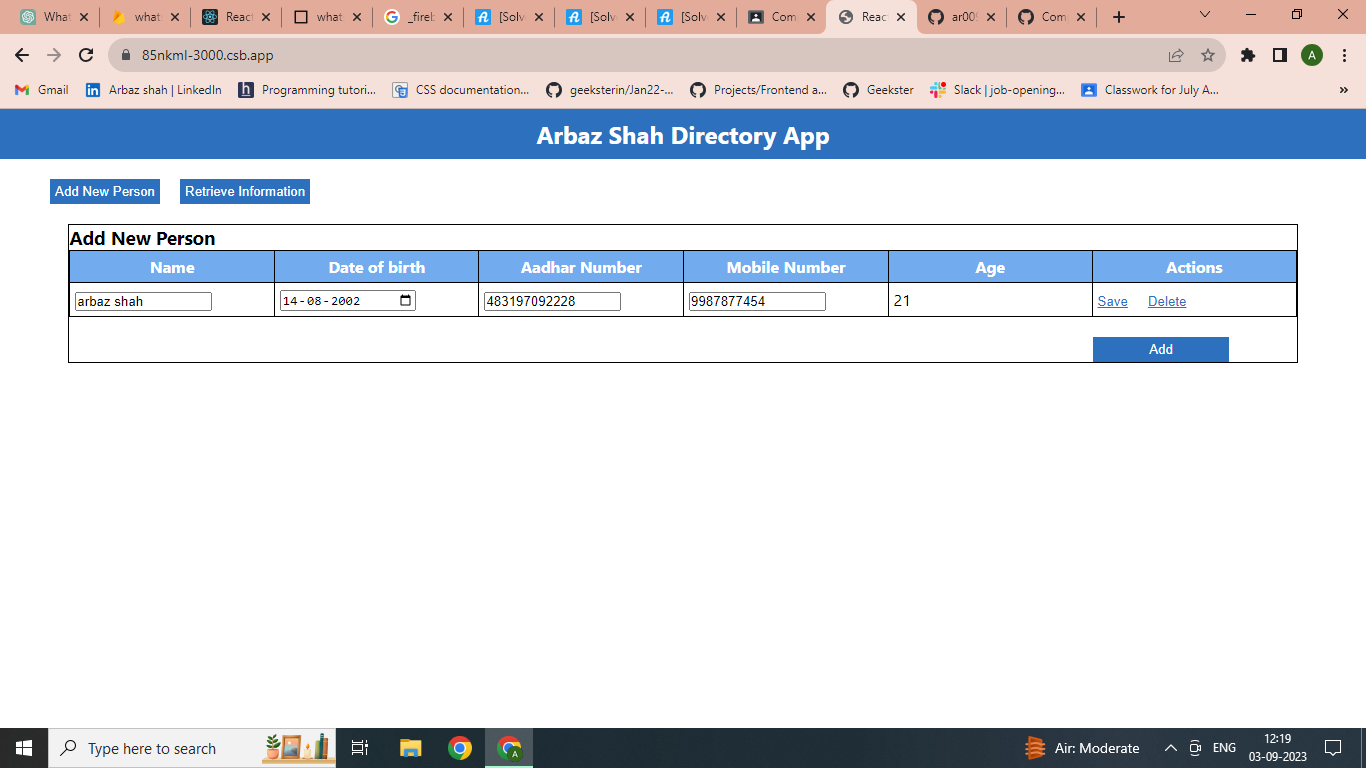 What
what
React
what
_fireb
[Solv
[Solv
[Solv
Com
React
ar005
Com
85nkml-3000.csb.app
A
Gmail
Arbaz shah | LinkedIn
Programming tutori...
CSS documentation...
geeksterin/Jan22-...
Projects/Frontend a...
Geekster
Slack | job-opening...
Classwork for July A...
»
Arbaz Shah Directory App
Add New Person
Retrieve Information
Add New Person
Name Date of birth Aadhar Number Mobile Number Age Actions
arbaz shah 14-08-2002 483197092228 9987877454 21 Save Delete
Add
Type here to search
Air: Moderate
ENG
12:19
03-09-2023